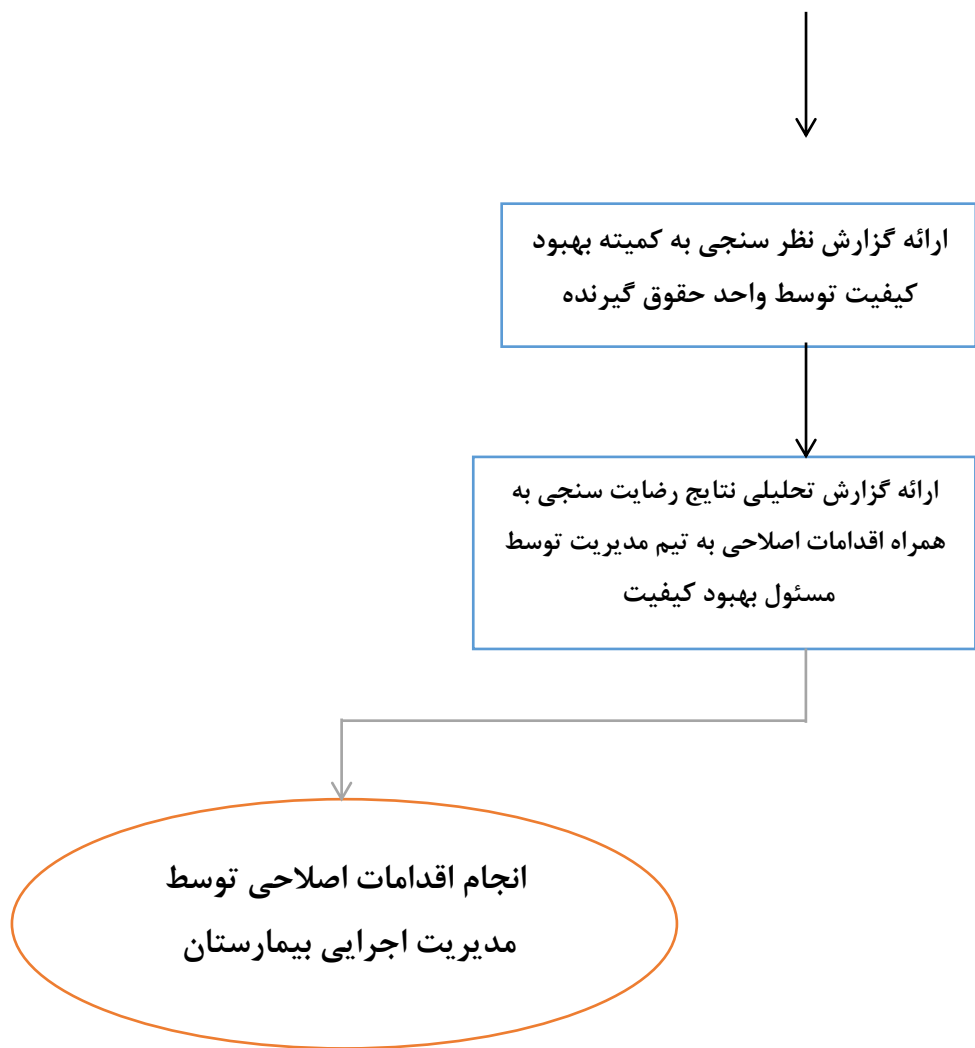 ارائه گزارش نظر سنجی به کمیته بهبود
کیفیت توسط واحد حقوق گیرنده
ارائه گزارش تحلیلی نتایج رضایت سنجی به
همراه اقدامات اصلاحی به تیم مدیریت توسط
مسئول بهبود کیفیت
انجام اقدامات اصلاحی توسط
مدیریت اجرایی بیمارستان